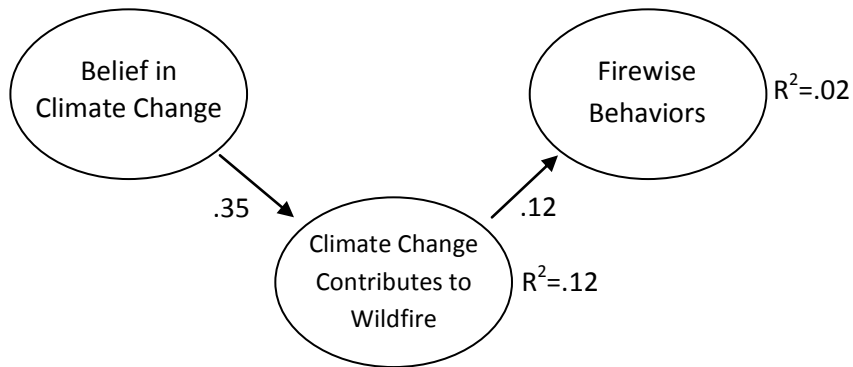 Belief in
Climate Change
Firewise
Behaviors
R²=.02
.35
.12
Climate Change
Contributes to
Wildfire
R²=.12